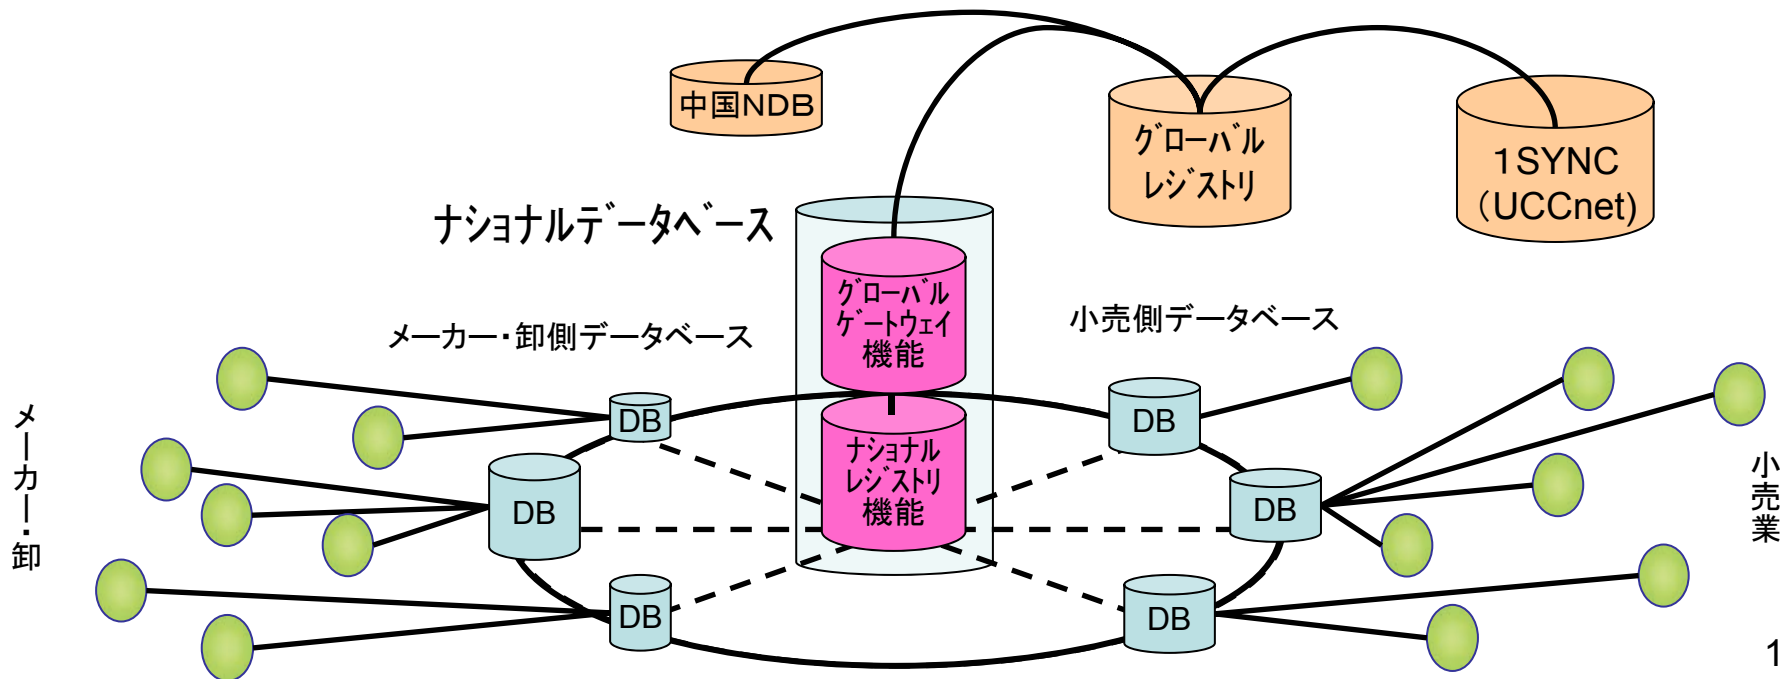 中国NDB
グローバル
レジストリ
1SYNC
(UCCnet)
ナショナルデータベース
グローバル
ゲートウェイ
機能
メーカー・卸側データベース
小売側データベース
DB
DB
DB
ナショナル
レジストリ
機能
DB
DB
DB
メーカー・卸
小売業
1